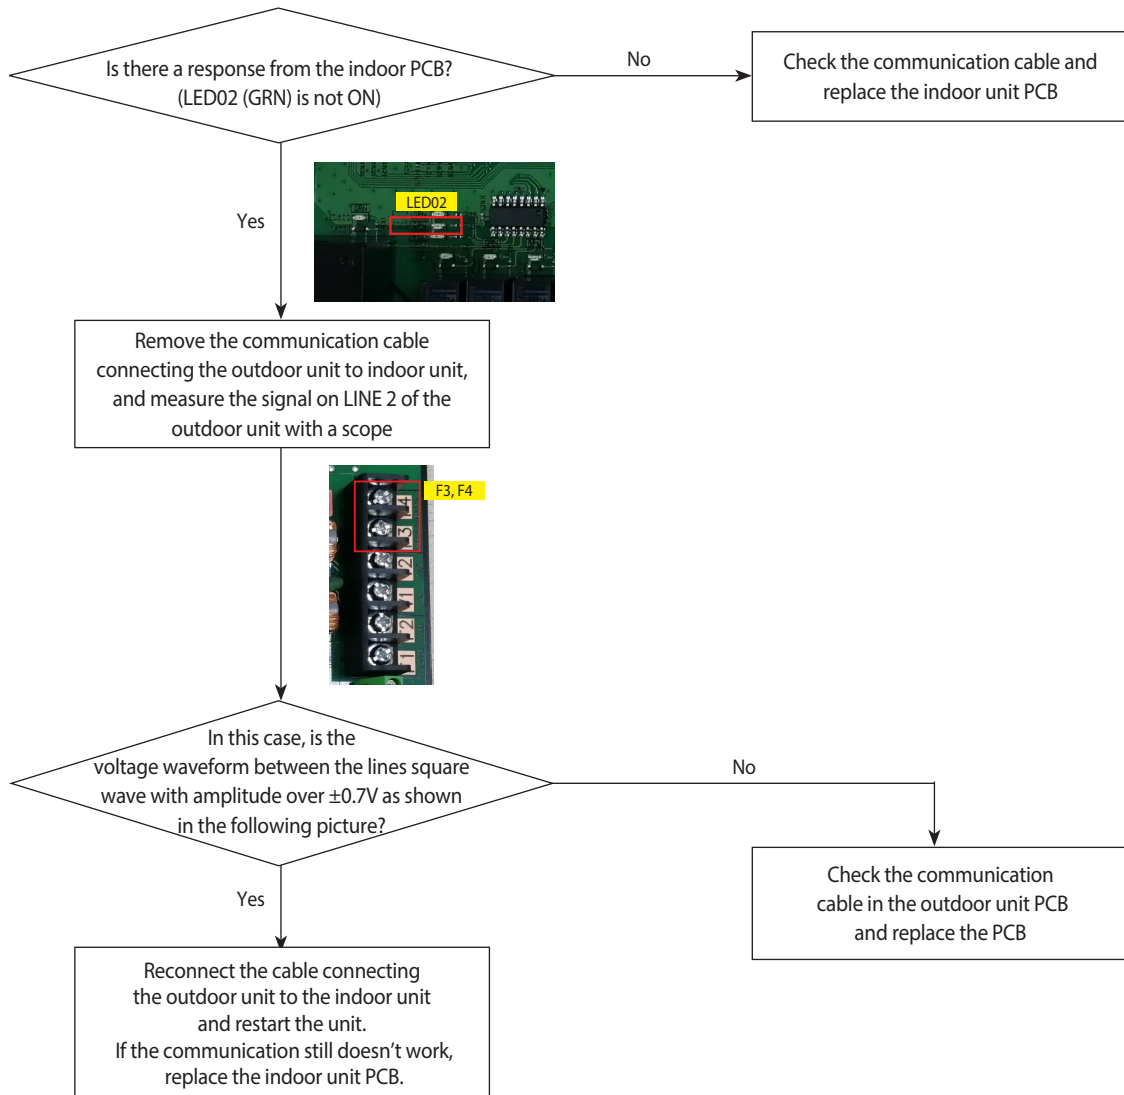 Is there a response from the indoor PCB?
(LED02 (GRN) is not ON)
No
Check the communication cable and
replace the indoor unit PCB
LED02
Yes
Remove the communication cable
connecting the outdoor unit to indoor unit,
and measure the signal on LINE 2 of the
outdoor unit with a scope
F3, F4
F4
F3
V2
V1
F2
F1
In this case, is the
voltage waveform between the lines square
wave with amplitude over ±0.7V as shown
in the following picture?
No
Check the communication
cable in the outdoor unit PCB
and replace the PCB
Yes
Reconnect the cable connecting
the outdoor unit to the indoor unit
and restart the unit.
If the communication still doesn’t work,
replace the indoor unit PCB.